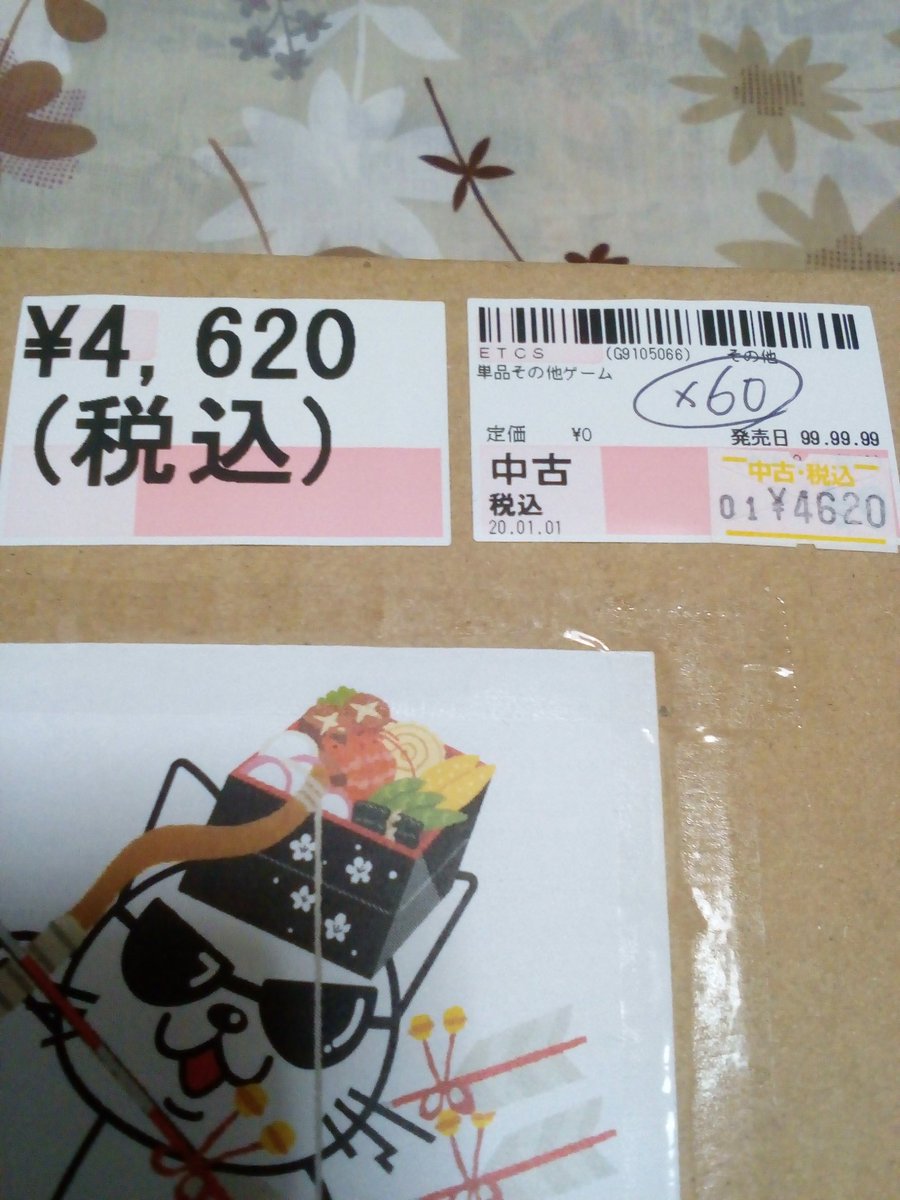 ¥4,620
(税込)
ETCS (G9105066) その他
単品その他ゲーム
×60
定価 ¥0 発売日 99.99.99
中古
税込
20.01.01
中古・税込
01¥4620